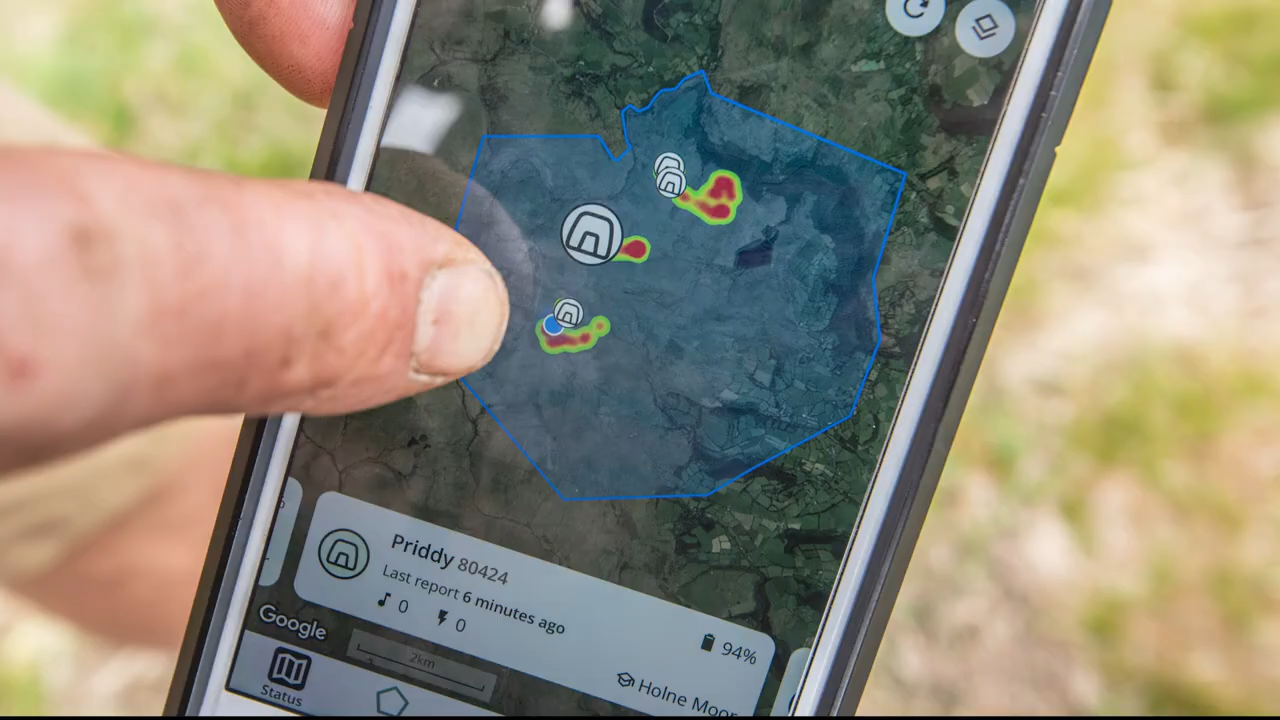 Priddy 80424
Last report 6 minutes ago
0
0
94%
Holne Moor
Google
2km
Status